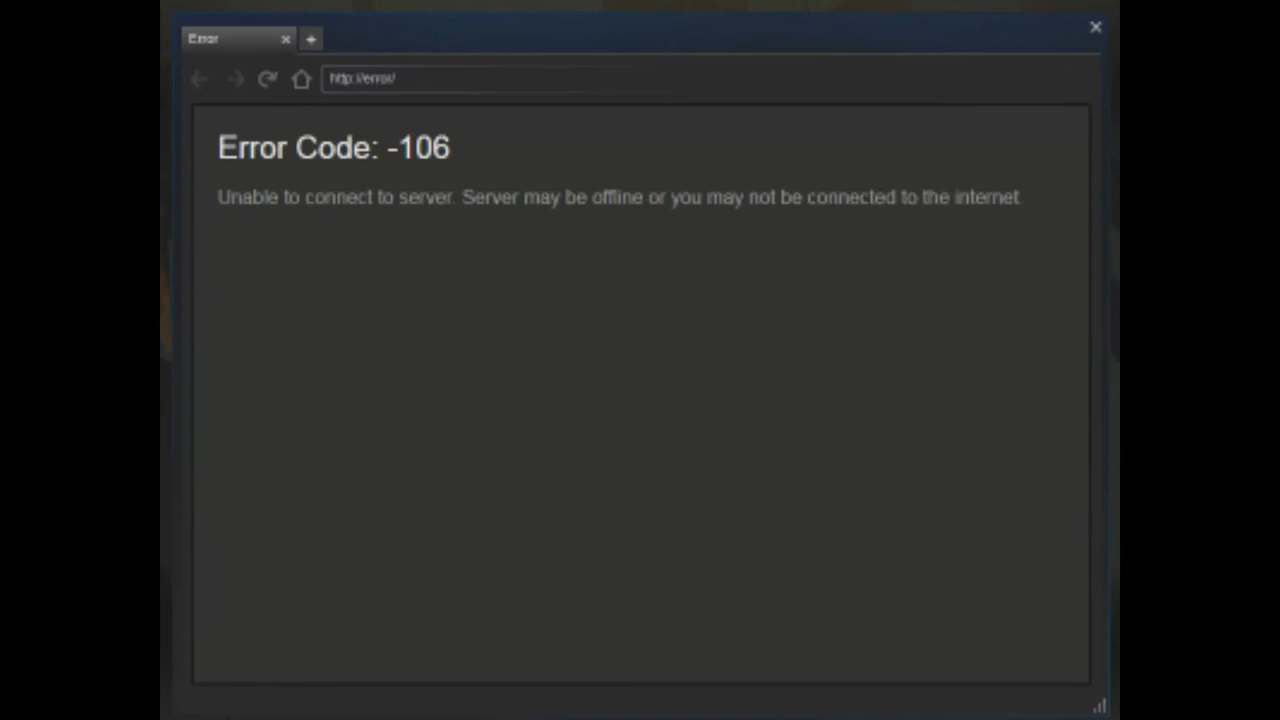 Error
http://error/
Error Code: -106
Unable to connect to server. Server may be offline or you may not be connected to the internet.